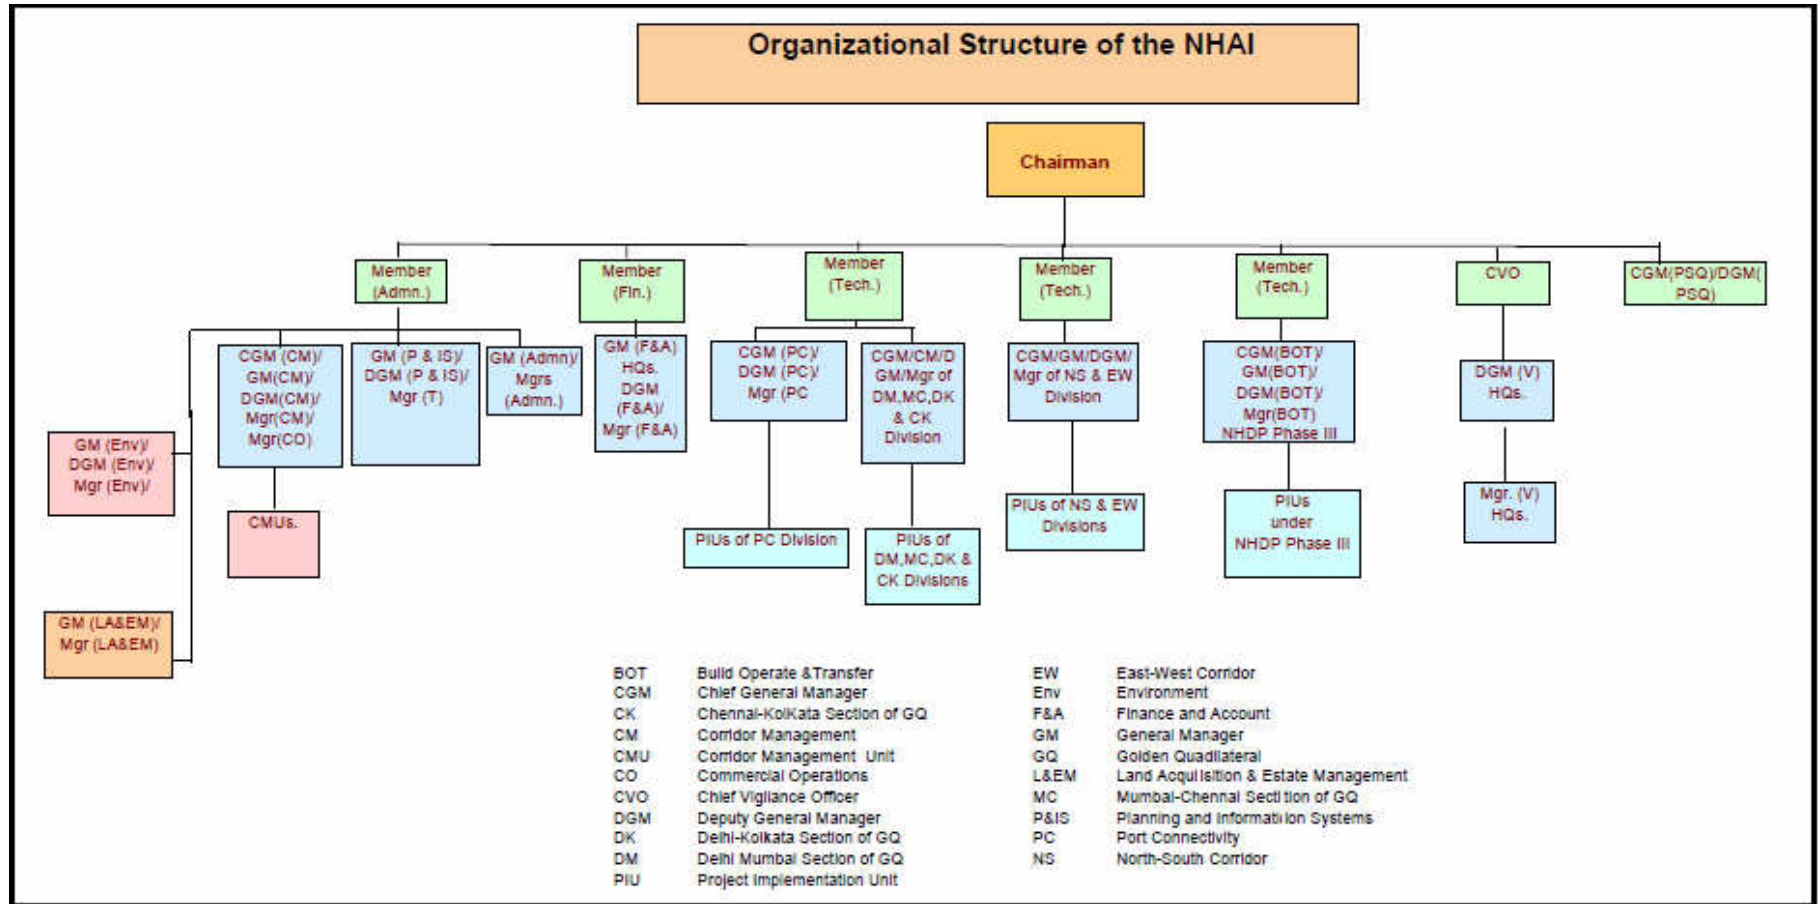 Organizational Structure of the NHAI
Chairman
Member
(Admn.)
Member
(Fin.)
Member
(Tech.)
Member
(Tech.)
Member
(Tech.)
CVO
CGM(PSQ)/DGM(
PSQ)
CGM (CM)/
GM(CM)/
DGM(CM)/
Mgr(CM)/
Mgr(CO)
GM (P & IS)/
DGM (P & IS)/
Mgr (T)
GM (Admn)/
Mgrs
(Admn.)
GM (F&A)
HQs.
DGM
(F&A)/
Mgr (F&A)
CGM (PC)/
DGM (PC)/
Mgr (PC
CGM/CM/D
GM/Mgr of
DM,MC,DK
& CK
Division
CGM/GM/DGM/
Mgr of NS & EW
Division
CGM(BOT)/
GM(BOT)/
DGM(BOT)/
Mgr(BOT)
NHDP Phase III
DGM (V)
HQs.
GM (Env)/
DGM (Env)/
Mgr (Env)/
CMUs.
PIUs of PC Division
PIUs of
DM,MC,DK &
CK Divisions
PIUs of NS & EW
Divisions
PIUs
under
NHDP Phase III
Mgr. (V)
HQs.
GM (LA&EM)/
Mgr (LA&EM)
BOT Build Operate &Transfer
CGM Chief General Manager
CK Chennai-KolKata Section of GQ
CM Corridor Management
CMU Corridor Management Unit
CO Commercial Operations
CVO Chief Vigilance Officer
DGM Deputy General Manager
DK Delhi-Kolkata Section of GQ
DM Delhi Mumbai Section of GQ
PIU Project Implementation Unit
EW East-West Corridor
Env Environment
F&A Finance and Account
GM General Manager
GQ Golden Quadilateral
L&EM Land Acquisition & Estate Management
MC Mumbai-Chennai Section of GQ
P&IS Planning and Information Systems
PC Port Connectivity
NS North-South Corridor